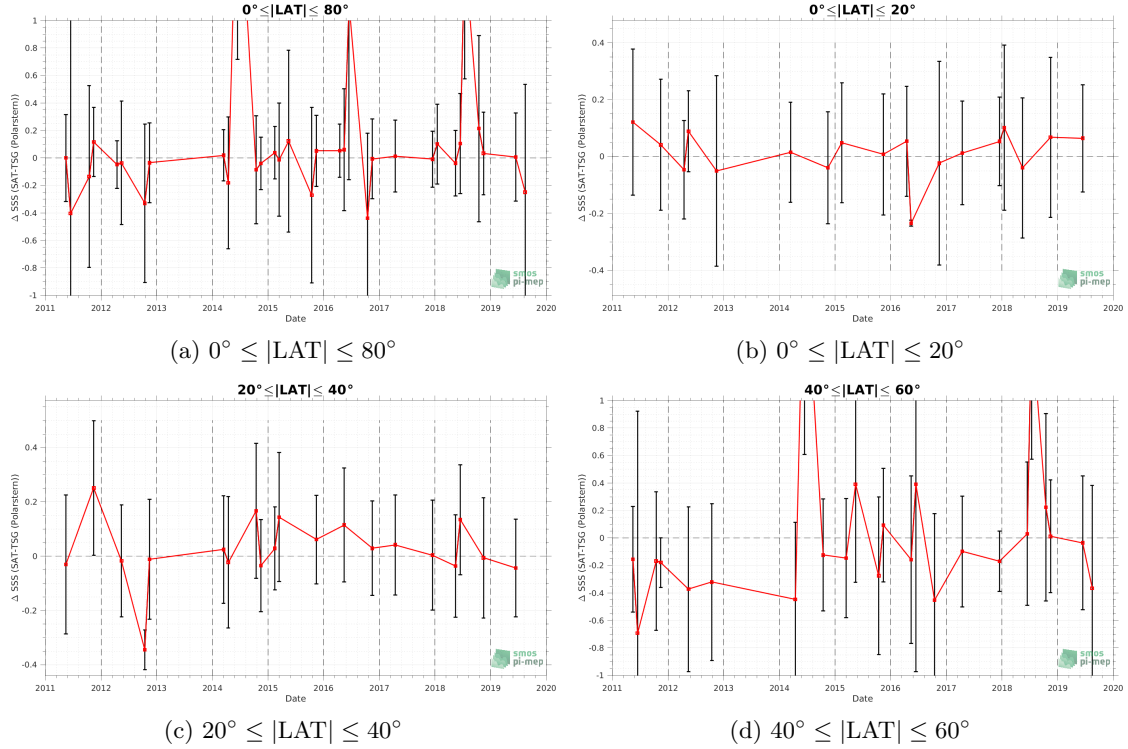 0°≤|LAT|≤ 80°
Δ SSS (SAT-TSG (Polarstern))
1
0.8
0.6
0.4
0.2
0
-0.2
-0.4
-0.6
-0.8
-1
2011 2012 2013 2014 2015 2016 2017 2018 2019 2020
Date
smos
pi-mep
(a) 0° ≤ |LAT| ≤ 80°
0°≤|LAT|≤ 20°
Δ SSS (SAT-TSG (Polarstern))
0.4
0.2
0
-0.2
-0.4
2011 2012 2013 2014 2015 2016 2017 2018 2019 2020
Date
smos
pi-mep
(b) 0° ≤ |LAT| ≤ 20°
20°≤|LAT|≤ 40°
Δ SSS (SAT-TSG (Polarstern))
0.4
0.2
0
-0.2
-0.4
2011 2012 2013 2014 2015 2016 2017 2018 2019 2020
Date
smos
pi-mep
(c) 20° ≤ |LAT| ≤ 40°
40°≤|LAT|≤ 60°
Δ SSS (SAT-TSG (Polarstern))
1
0.8
0.6
0.4
0.2
0
-0.2
-0.4
-0.6
-0.8
-1
2011 2012 2013 2014 2015 2016 2017 2018 2019 2020
Date
smos
pi-mep
(d) 40° ≤ |LAT| ≤ 60°